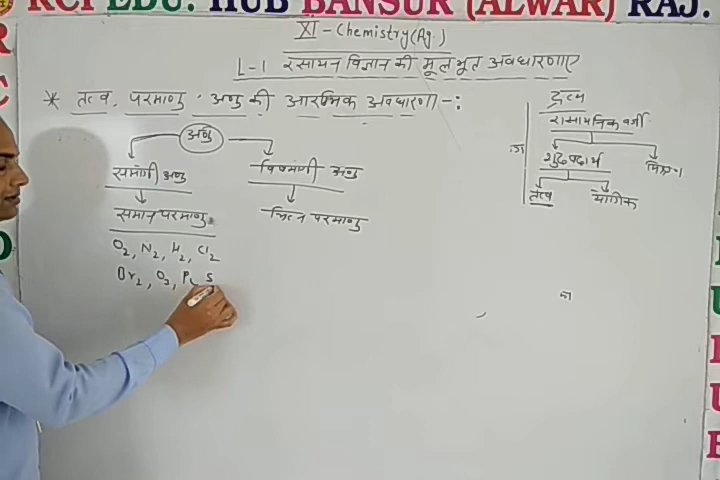 RCI EDU. HUB BANSUR (ALWAR) RAJ.
XI - Chemistry (Ag.)
L-1 रसायन विज्ञान की मूलभूत अवधारणाए
* तत्व, परमाणु, अणु की आरम्भिक अवधारणा -:
अणु
समांगी अणु
विषमांगी अणु
समान परमाणु
भिन्न परमाणु
O2, N2, H2, Cl2
Br2, O3, P4 S
द्रव्य
रासायनिक वर्गी
शुद्ध पदार्थ
मिश्रण
तत्व
यौगिक